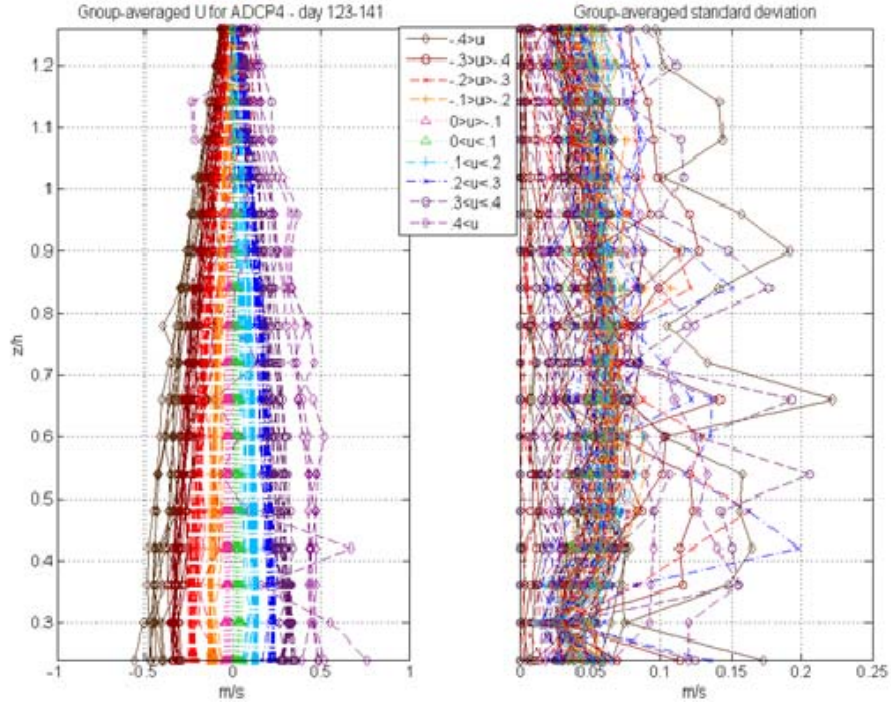 Group-averaged U for ADCP4 - day 123-141
Group-averaged standard deviation
-.4>u
-.3>u>-.4
-.2>u>-.3
-.1>u>-.2
0>u>-.1
0<u<.1
.1<u<.2
.2<u<.3
.3<u<.4
.4<u
z/h
1.2
1.1
1
0.9
0.8
0.7
0.6
0.5
0.4
0.3
-1
-0.5
0
0.5
1
m/s
0
0.05
0.1
0.15
0.2
0.25
m/s